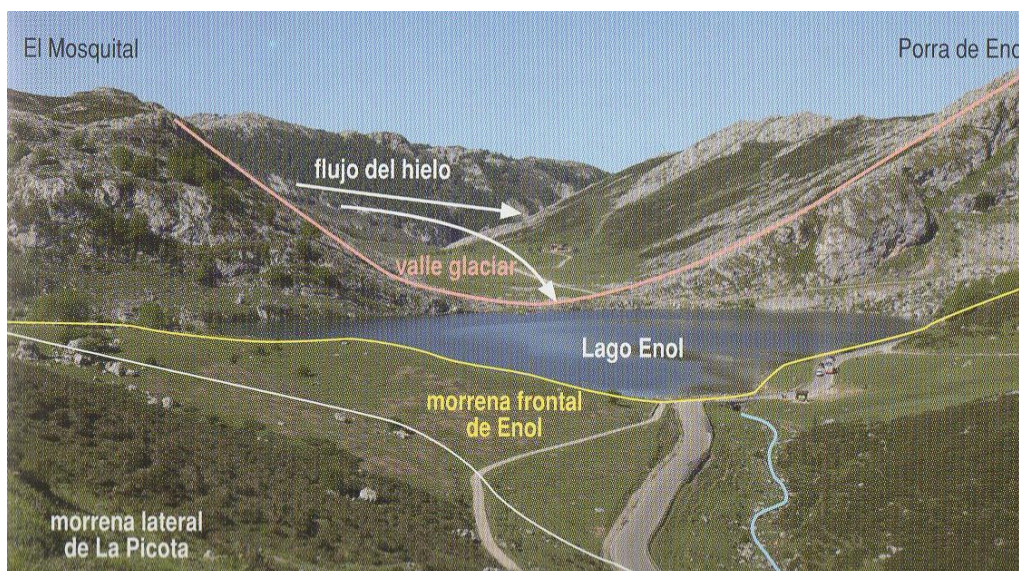 El Mosquital
Porra de Eno
flujo del hielo
valle glaciar
Lago Enol
morrena frontal
de Enol
morrena lateral
de La Picota